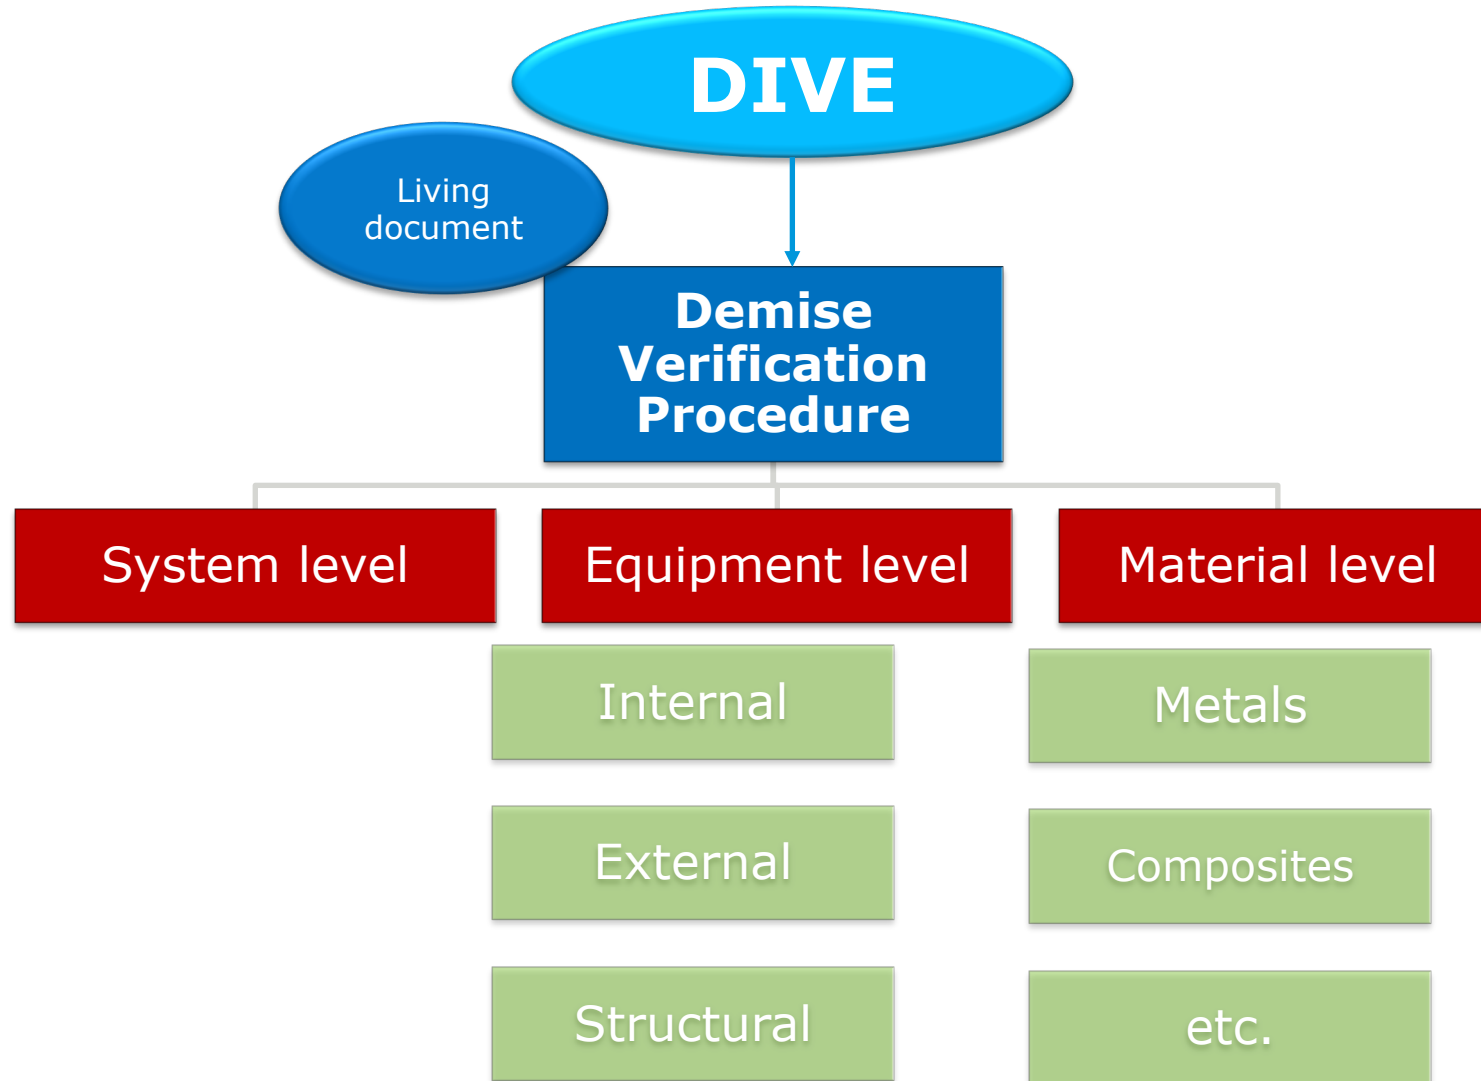 DIVE
Living
document
Demise
Verification
Procedure
System level
Equipment level
Material level
Internal
Metals
External
Composites
Structural
etc.